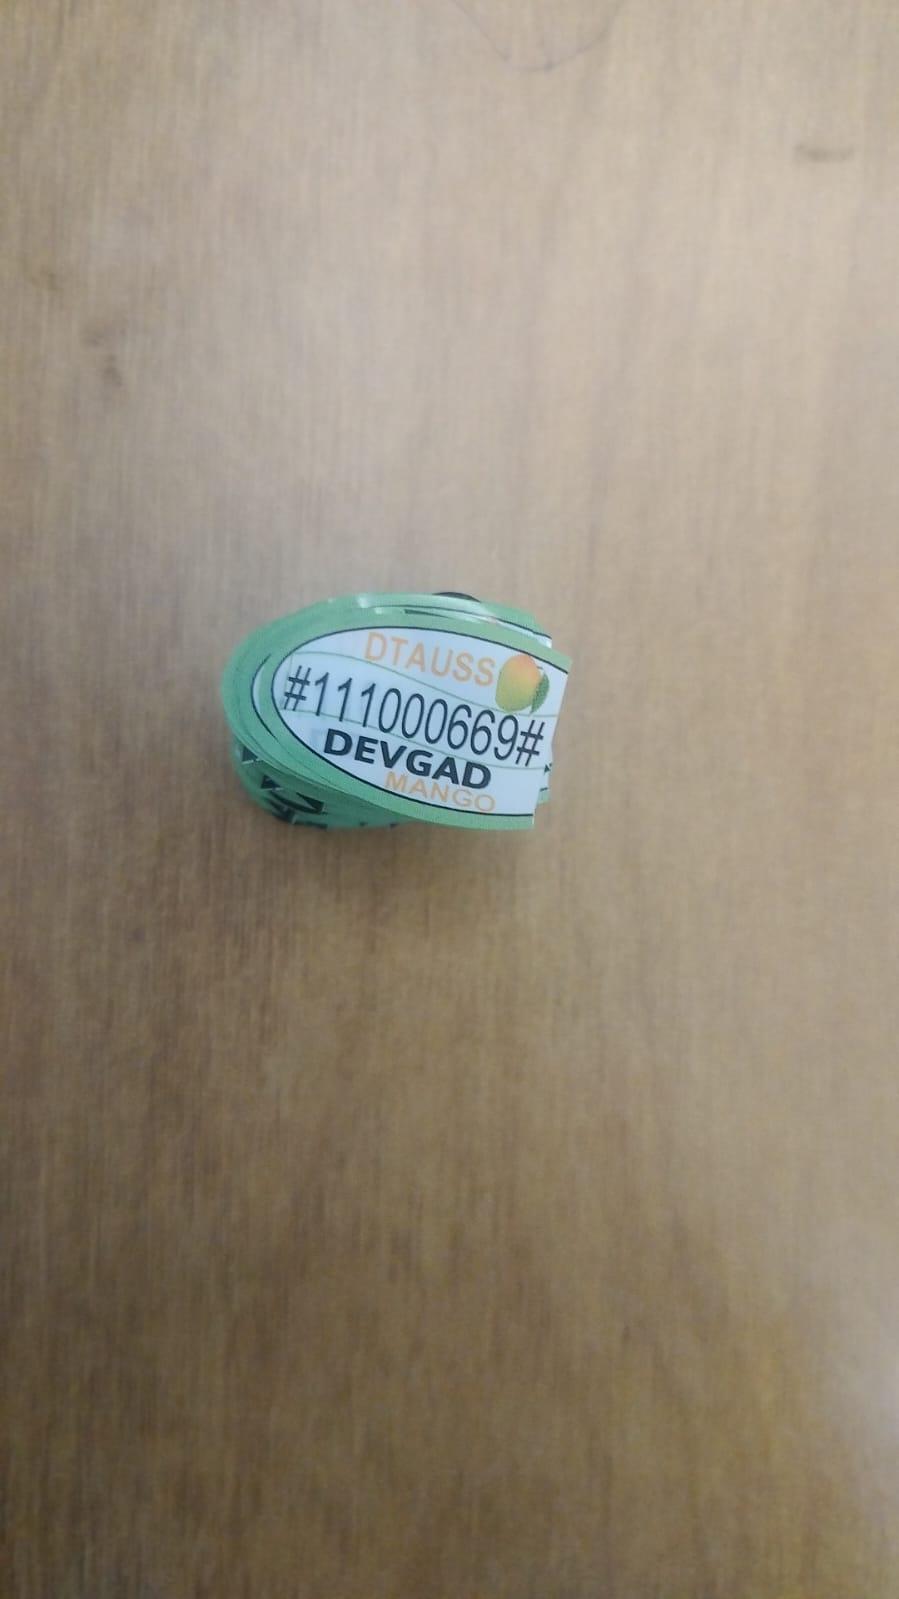 DTAUSS
#111000669#
DEVGAD
MANGO